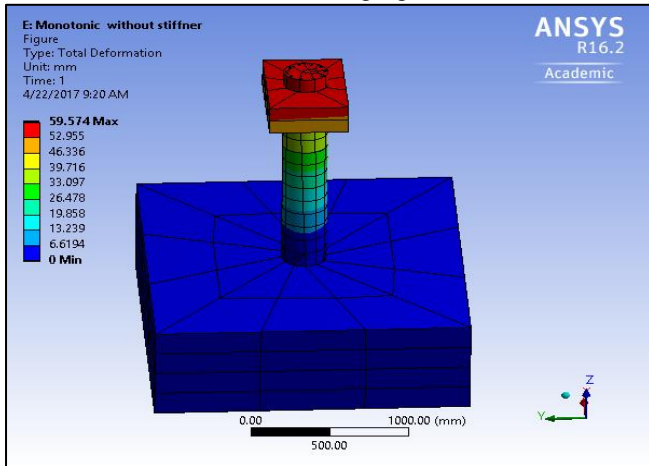 E: Monotonic without stiffner
Figure
Type: Total Deformation
Unit: mm
Time: 1
4/22/2017 9:20 AM
59.574 Max
52.955
46.336
39.716
33.097
26.478
19.858
13.239
6.6194
0 Min
ANSYS
R16.2
Academic
0.00
1000.00 (mm)
500.00
Z
Y